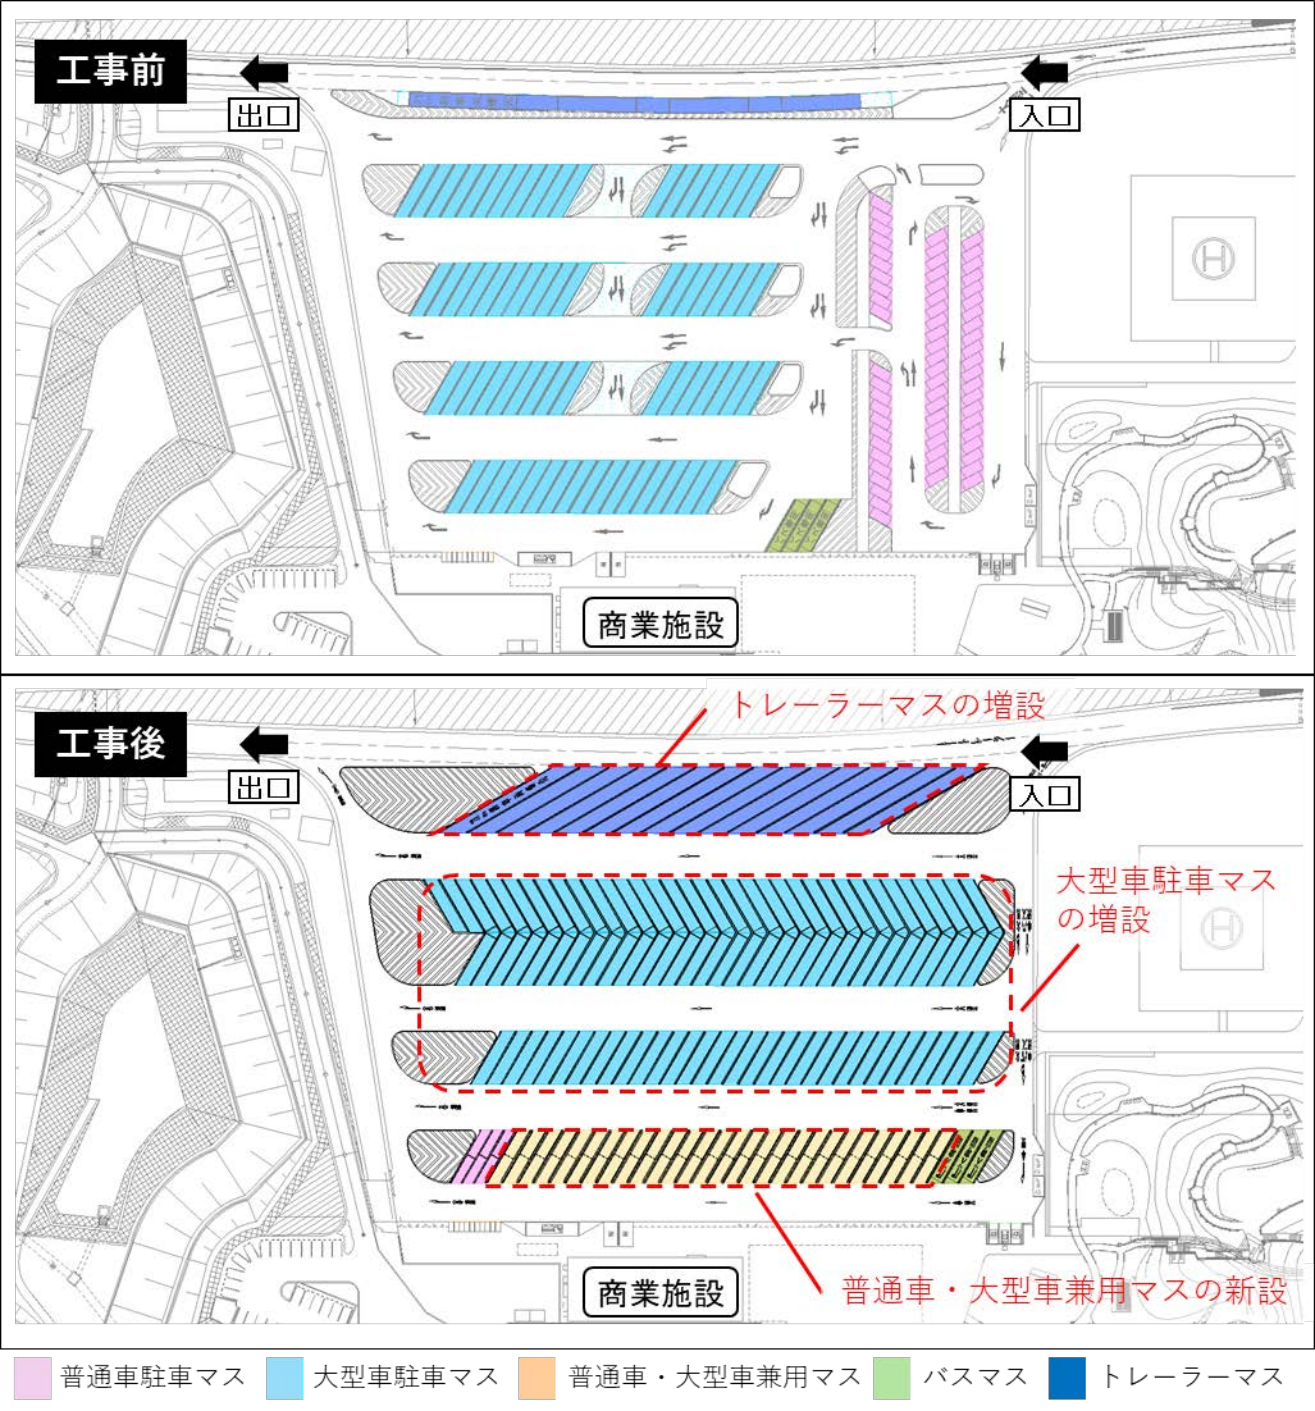 工事前
出口
入口
商業施設
トレーラーマスの増設
工事後
出口
入口
大型車駐車マス
の増設
商業施設
普通車・大型車兼用マスの新設
普通車駐車マス
大型車駐車マス
普通車・大型車兼用マス
バスマス
トレーラーマス